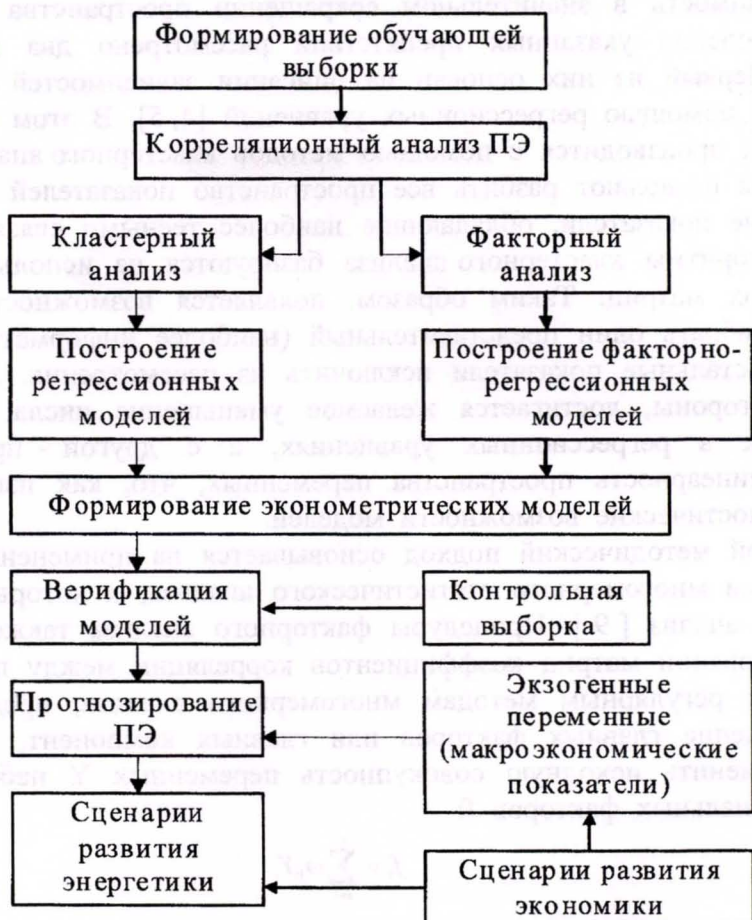 Формирование обучающей
выборки
Корреляционный анализ ПЭ
Кластерный
анализ
Факторный
анализ
Построение
регрессионных
моделей
Построение факторно-
регрессионных
моделей
Формирование эконометрических моделей
Верификация
моделей
Контрольная
выборка
Прогнозирование
ПЭ
Экзогенные
переменные
(макроэкономические
показатели)
Сценарии
развития
энергетики
Сценарии развития
экономики